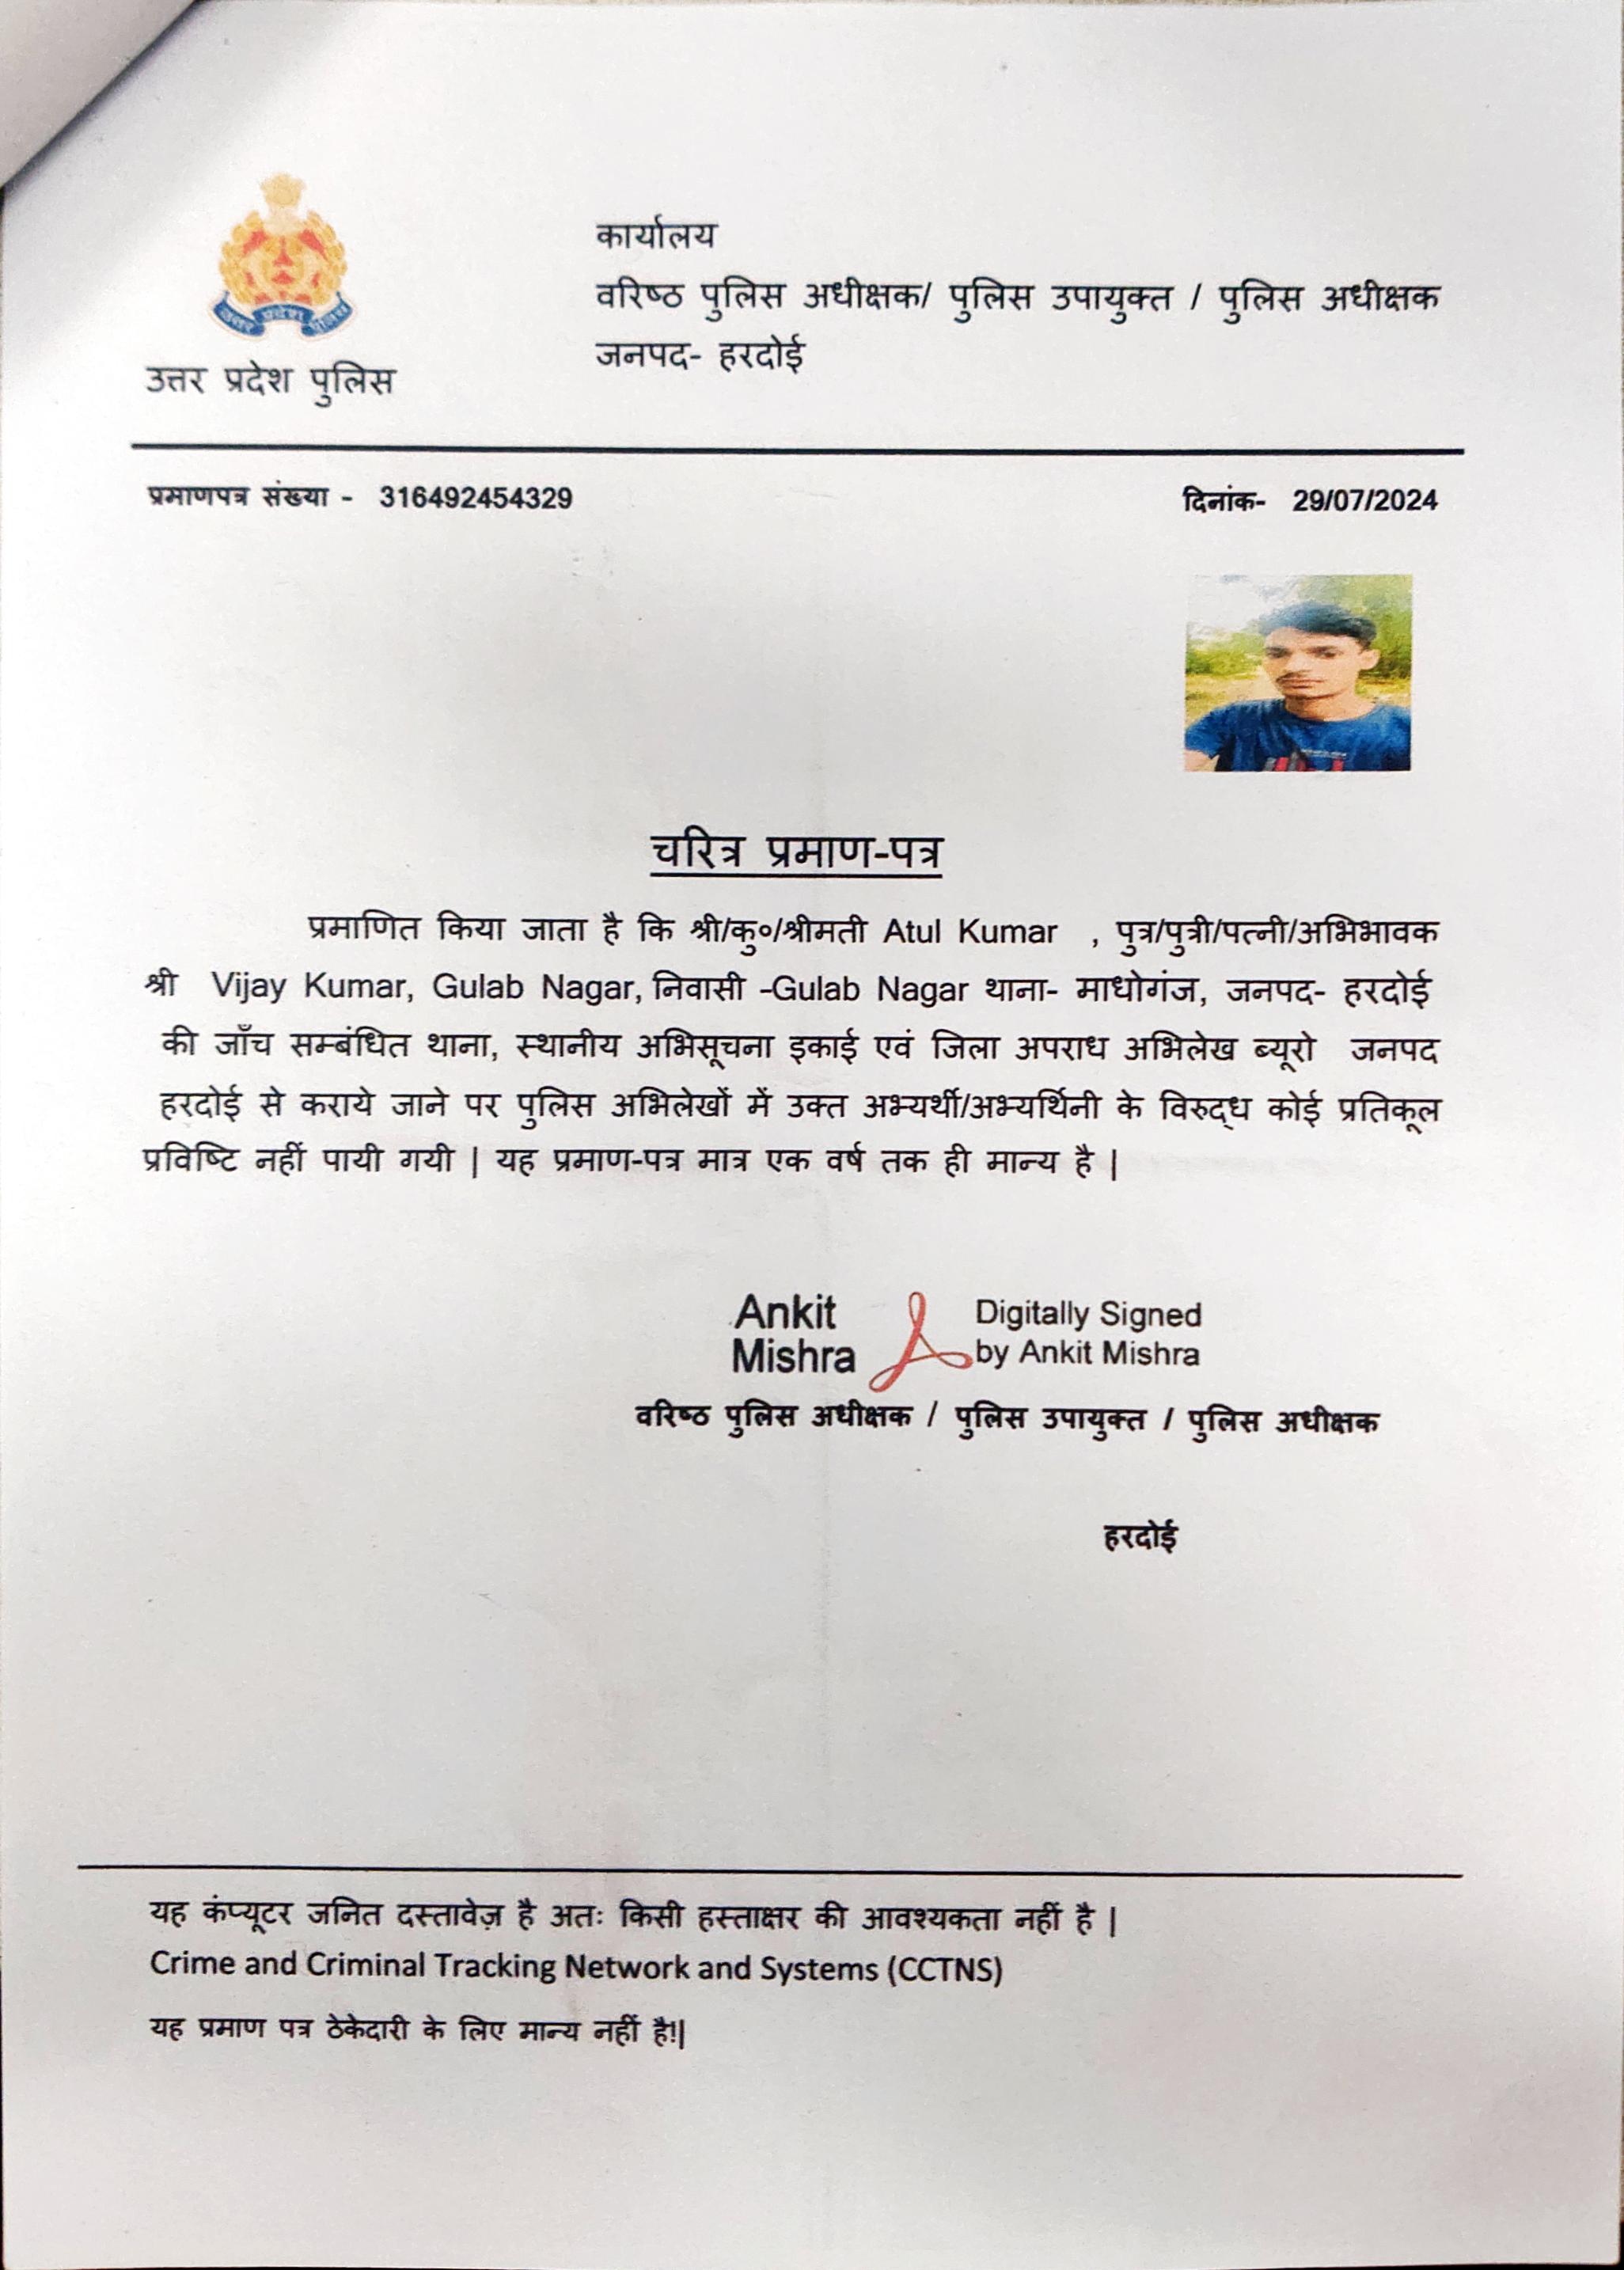 उत्तर प्रदेश पुलिस
उत्तर प्रदेश पुलिस
कार्यालय
वरिष्ठ पुलिस अधीक्षक/ पुलिस उपायुक्त / पुलिस अधीक्षक
जनपद- हरदोई
प्रमाणपत्र संख्या - 316492454329
दिनांक- 29/07/2024
चरित्र प्रमाण-पत्र
प्रमाणित किया जाता है कि श्री/कु०/श्रीमती Atul Kumar , पुत्र/पुत्री/पत्नी/अभिभावक
श्री Vijay Kumar, Gulab Nagar, निवासी -Gulab Nagar थाना- माधोगंज, जनपद- हरदोई
की जाँच सम्बंधित थाना, स्थानीय अभिसूचना इकाई एवं जिला अपराध अभिलेख ब्यूरो जनपद
हरदोई से कराये जाने पर पुलिस अभिलेखों में उक्त अभ्यर्थी/अभ्यर्थिनी के विरुद्ध कोई प्रतिकूल
प्रविष्टि नहीं पायी गयी | यह प्रमाण-पत्र मात्र एक वर्ष तक ही मान्य है |
Ankit
Mishra
Digitally Signed
by Ankit Mishra
वरिष्ठ पुलिस अधीक्षक / पुलिस उपायुक्त / पुलिस अधीक्षक
हरदोई
यह कंप्यूटर जनित दस्तावेज़ है अतः किसी हस्ताक्षर की आवश्यकता नहीं है |
Crime and Criminal Tracking Network and Systems (CCTNS)
यह प्रमाण पत्र ठेकेदारी के लिए मान्य नहीं है!|